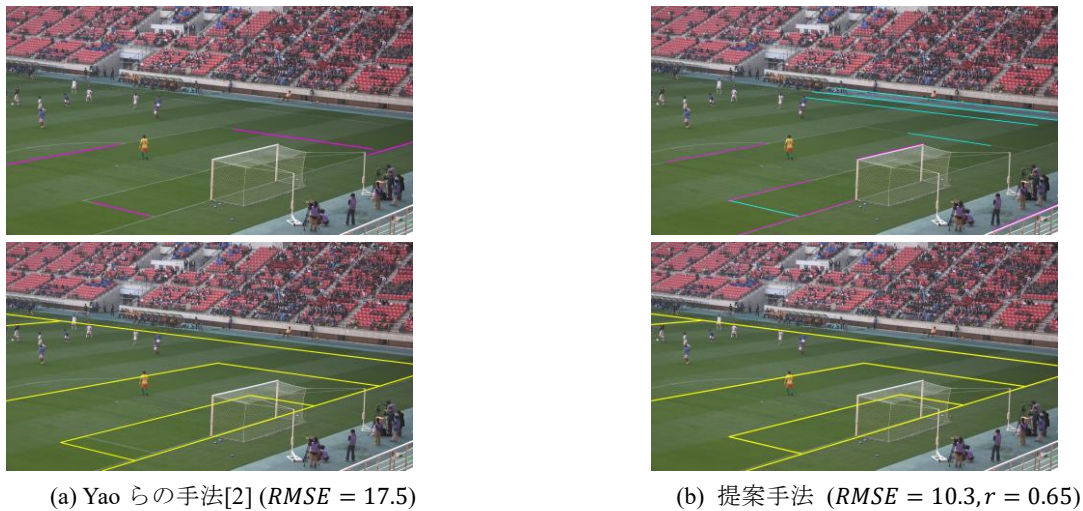 (a) Yao らの手法[2] (RMSE = 17.5)
(b) 提案手法 (RMSE = 10.3, r = 0.65)